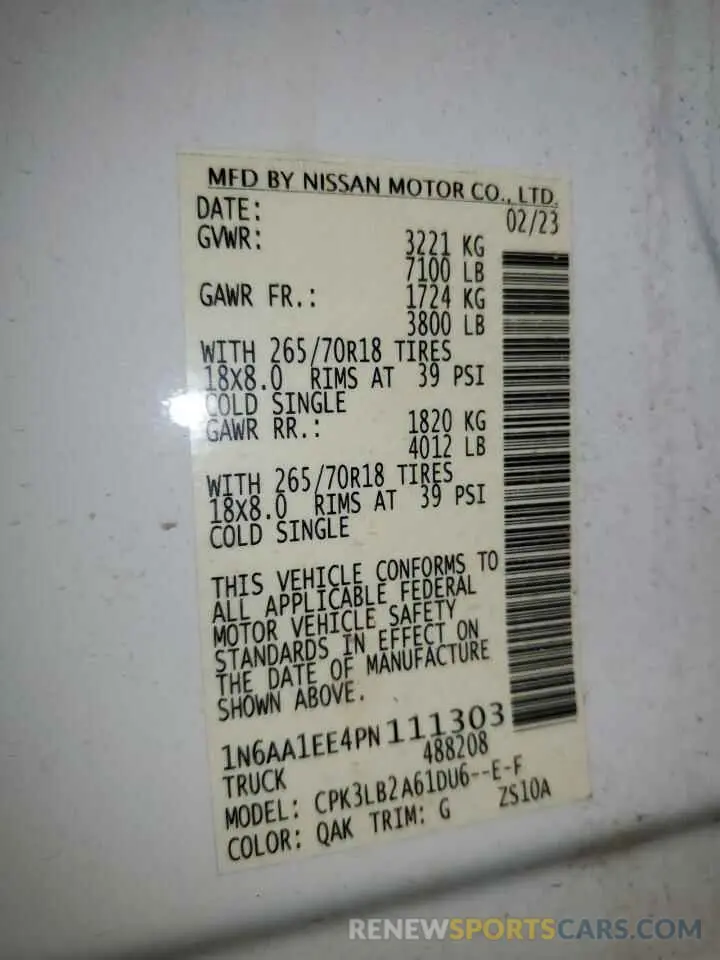 MFD BY NISSAN MOTOR CO., LTD.
DATE: 02/23
GVWR: 3221 KG
7100 LB
GAWR FR.: 1724 KG
3800 LB
WITH 265/70R18 TIRES
18X8.0 RIMS AT 39 PSI
COLD SINGLE
GAWR RR.: 1820 KG
4012 LB
WITH 265/70R18 TIRES
18X8.0 RIMS AT 39 PSI
COLD SINGLE
THIS VEHICLE CONFORMS TO
ALL APPLICABLE FEDERAL
MOTOR VEHICLE SAFETY
STANDARDS IN EFFECT ON
THE DATE OF MANUFACTURE
SHOWN ABOVE.
1N6AA1EE4PN111303
TRUCK 488208
MODEL: CPK3LB2A61DU6--E-F
COLOR: QAK TRIM: G ZS10A
RENEWSPORTSCARS.COM